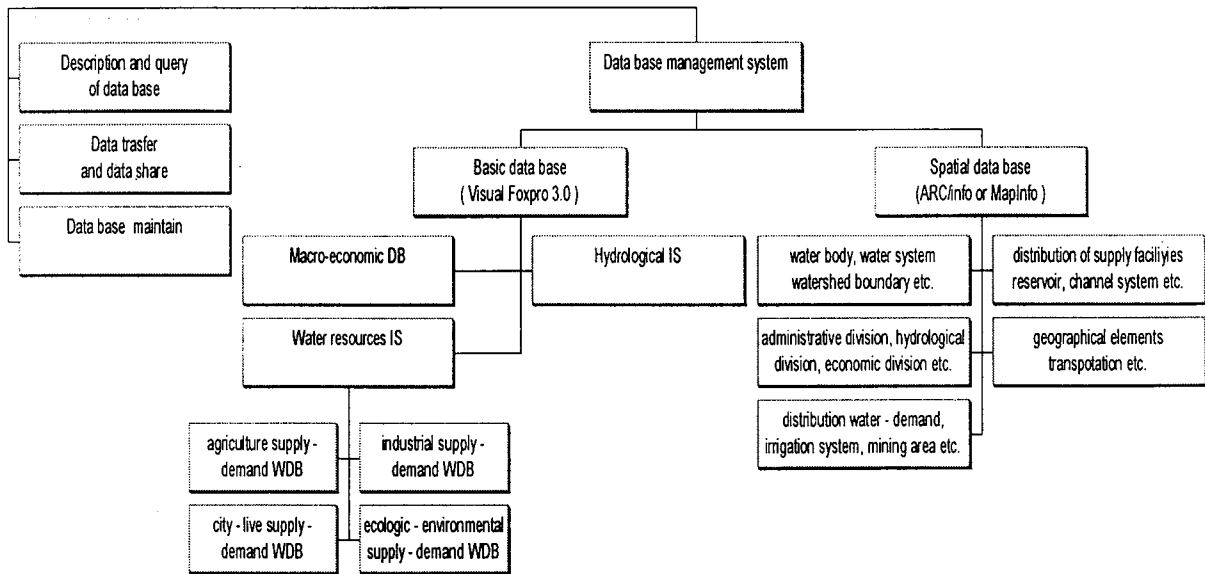 Data base management system
Description and query
of data base
Data trasfer
and data share
Data base maintain
Basic data base
( Visual Foxpro 3.0 )
Spatial data base
(ARC/info or MapInfo )
Macro-economic DB
Hydrological IS
Water resources IS
agriculture supply -
demand WDB
industrial supply -
demand WDB
city - live supply -
demand WDB
ecologic - environmental
supply - demand WDB
water body, water system
watershed boundary etc.
distribution of supply faciliyies
reservoir, channel system etc.
administrative division, hydrological
division, economic division etc.
geographical elements
transpotation etc.
distribution water - demand,
irrigation system, mining area etc.